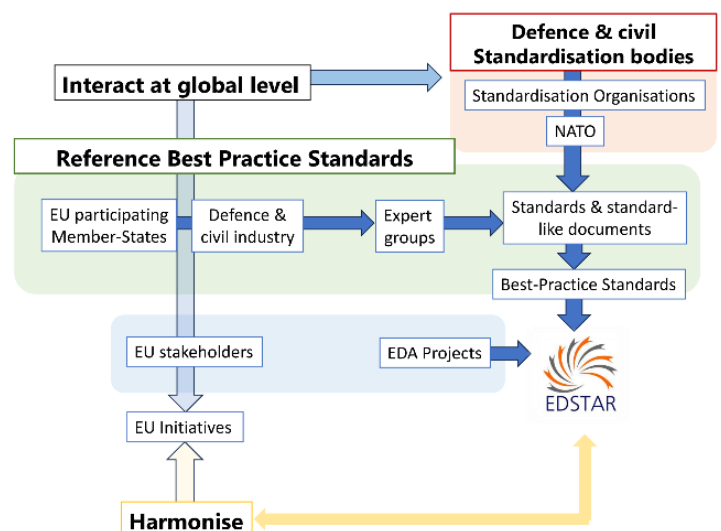 Defence & civil
Standardisation bodies
Interact at global level
Standardisation Organisations
NATO
Reference Best Practice Standards
EU participating
Member-States
Defence &
civil industry
Expert
groups
Standards & standard-
like documents
Best-Practice Standards
EU stakeholders
EDA Projects
EDSTAR
EU Initiatives
Harmonise